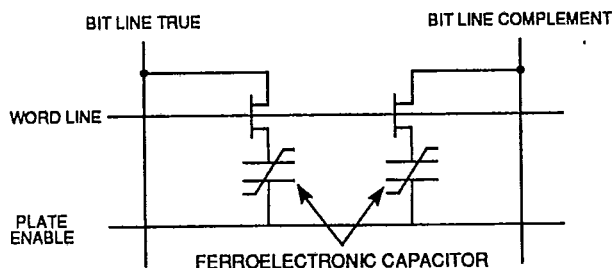 BIT LINE TRUE
BIT LINE COMPLEMENT
WORD LINE
PLATE
ENABLE
FERROELECTRONIC CAPACITOR